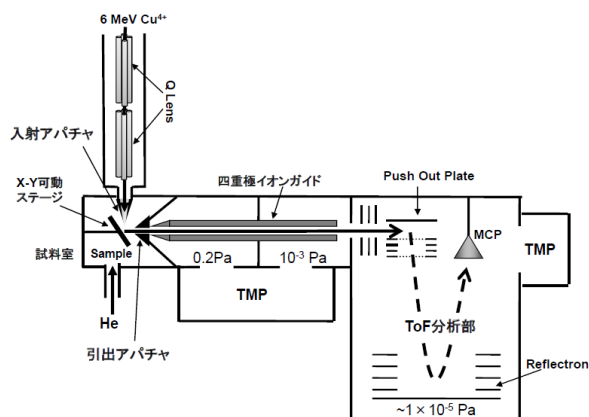 6 MeV Cu⁴⁺
Q Lens
入射アパチャ
X-Y可動
ステージ
四重極イオンガイド
Push Out Plate
MCP
TMP
試料室
Sample
0.2Pa
10⁻³ Pa
TMP
He
引出アパチャ
ToF分析部
Reflectron
~1 × 10⁻⁵ Pa